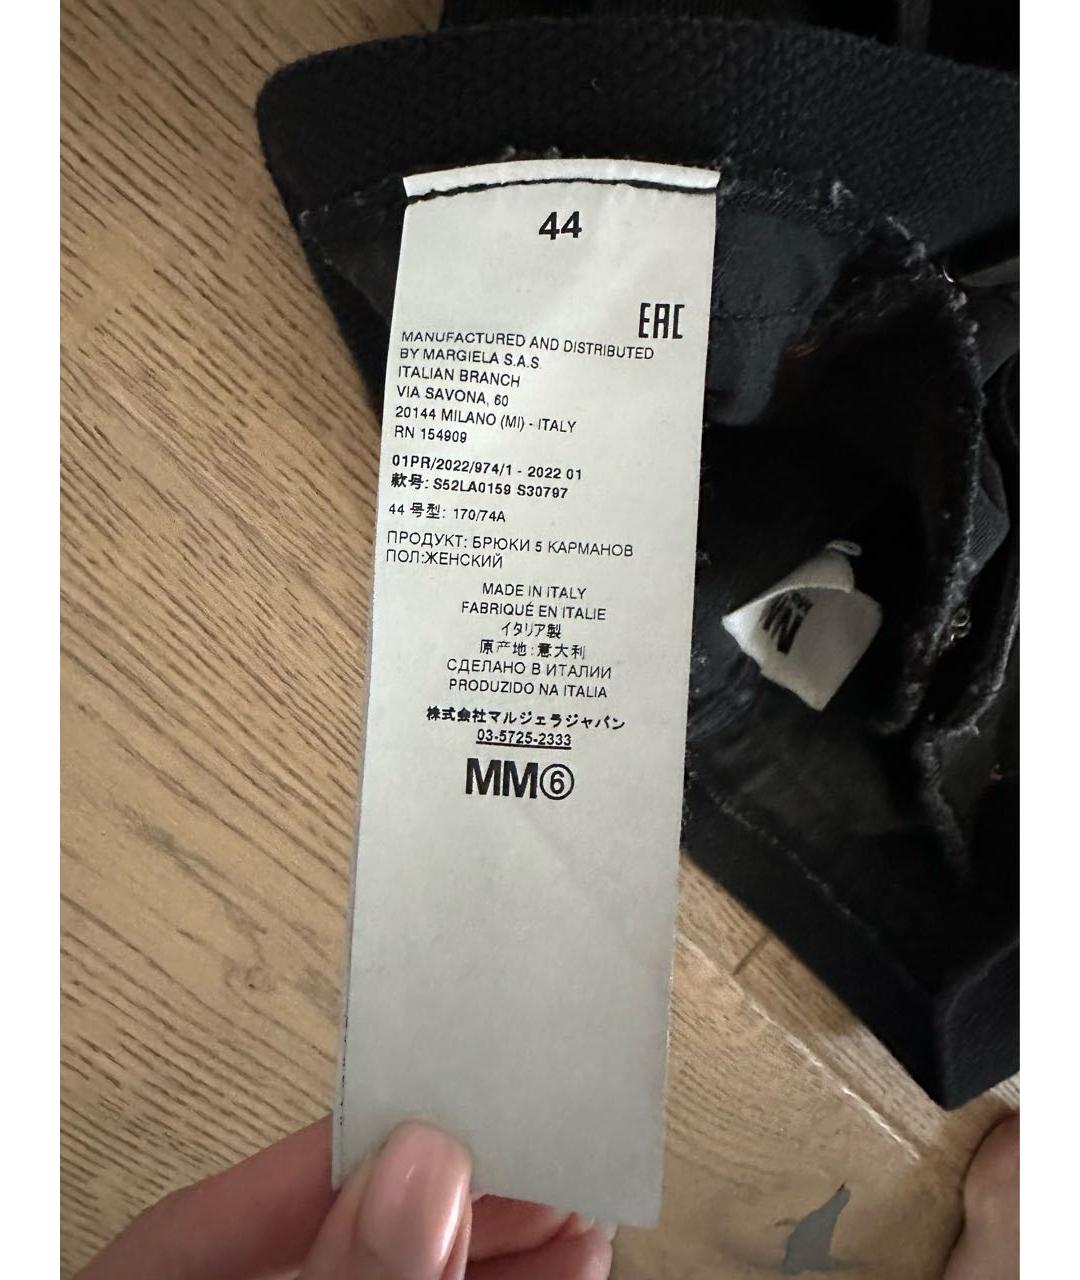 44
EAC
MANUFACTURED AND DISTRIBUTED
BY MARGIELA S.A.S.
ITALIAN BRANCH
VIA SAVONA, 60
20144 MILANO (MI) - ITALY
RN 154909
01PR/2022/974/1 - 2022 01
款号: S52LA0159 S30797
44 号型: 170/74A
ПРОДУКТ: БРЮКИ 5 КАРМАНОВ
ПОЛ:ЖЕНСКИЙ
MADE IN ITALY
FABRIQUÉ EN ITALIE
イタリア製
原产地:意大利
СДЕЛАНО В ИТАЛИИ
PRODUZIDO NA ITALIA
株式会社マルジェラジャパン
03-5725-2333
MM⑥